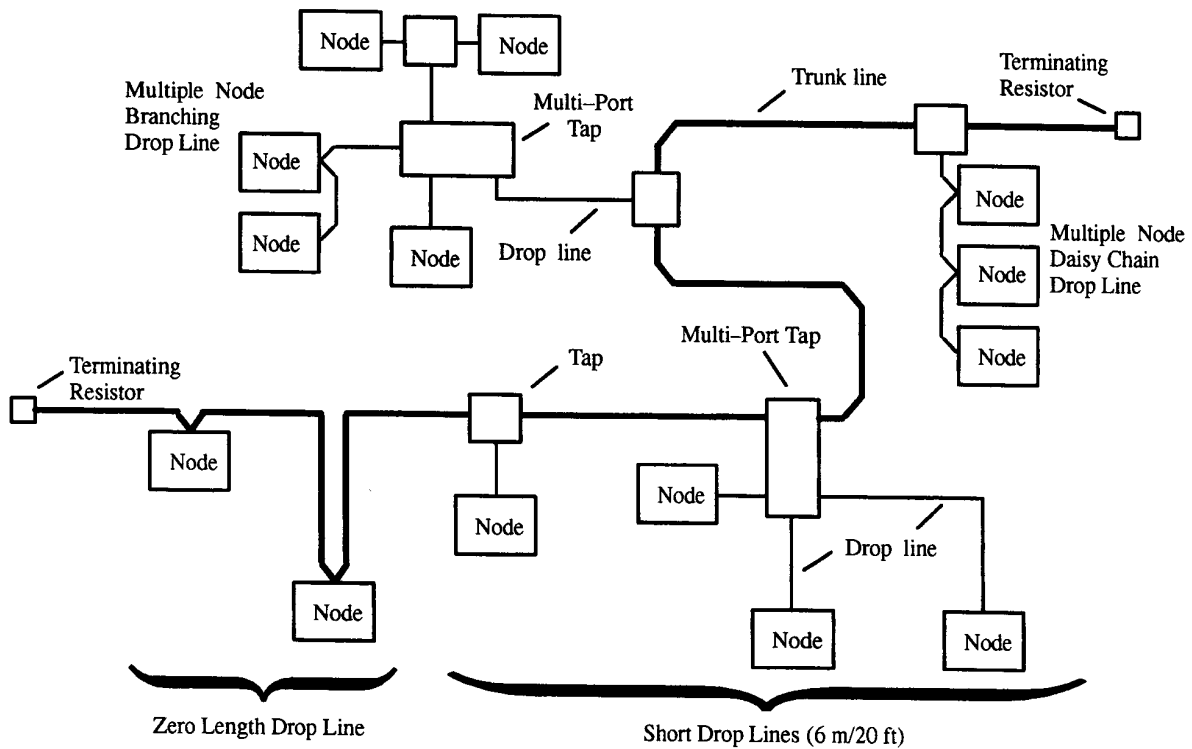 Node
Node
Multiple Node
Branching
Drop Line
Multi–Port
Tap
Trunk line
Terminating
Resistor
Node
Node
Node
Drop line
Node
Node
Node
Multiple Node
Daisy Chain
Drop Line
Terminating
Resistor
Tap
Multi–Port Tap
Node
Node
Node
Node
Drop line
Node
Node
Zero Length Drop Line
Short Drop Lines (6 m/20 ft)